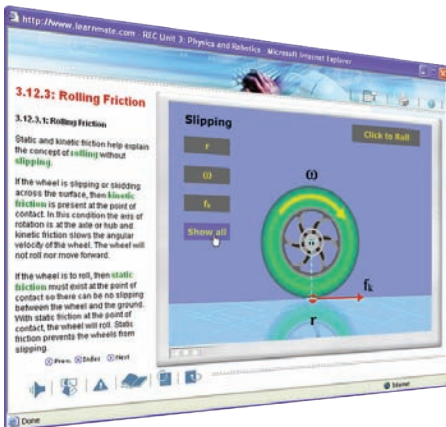 http://www.learnmate.com - REC Unit 3: Physics and Robotics - Microsoft Internet Explorer
3.12.3: Rolling Friction
3.12.3.1: Rolling Friction
Static and kinetic friction help explain
the concept of rolling without
slipping.
If the wheel is slipping or skidding
across the surface, then kinetic
friction is present at the point of
contact. In this condition the axis of
rotation is at the axle or hub and
kinetic friction slows the angular
velocity of the wheel. The wheel will
not roll nor move forward.
If the wheel is to roll, then static
friction must exist at the point of
contact so there can be no slipping
between the wheel and the ground.
With static friction at the point of
contact, the wheel will roll. Static
friction prevents the wheels from
slipping.
Prev. Index Next
Slipping
Click to Roll
r
ω
fk
Show all
ω
fk
r
Done
Internet